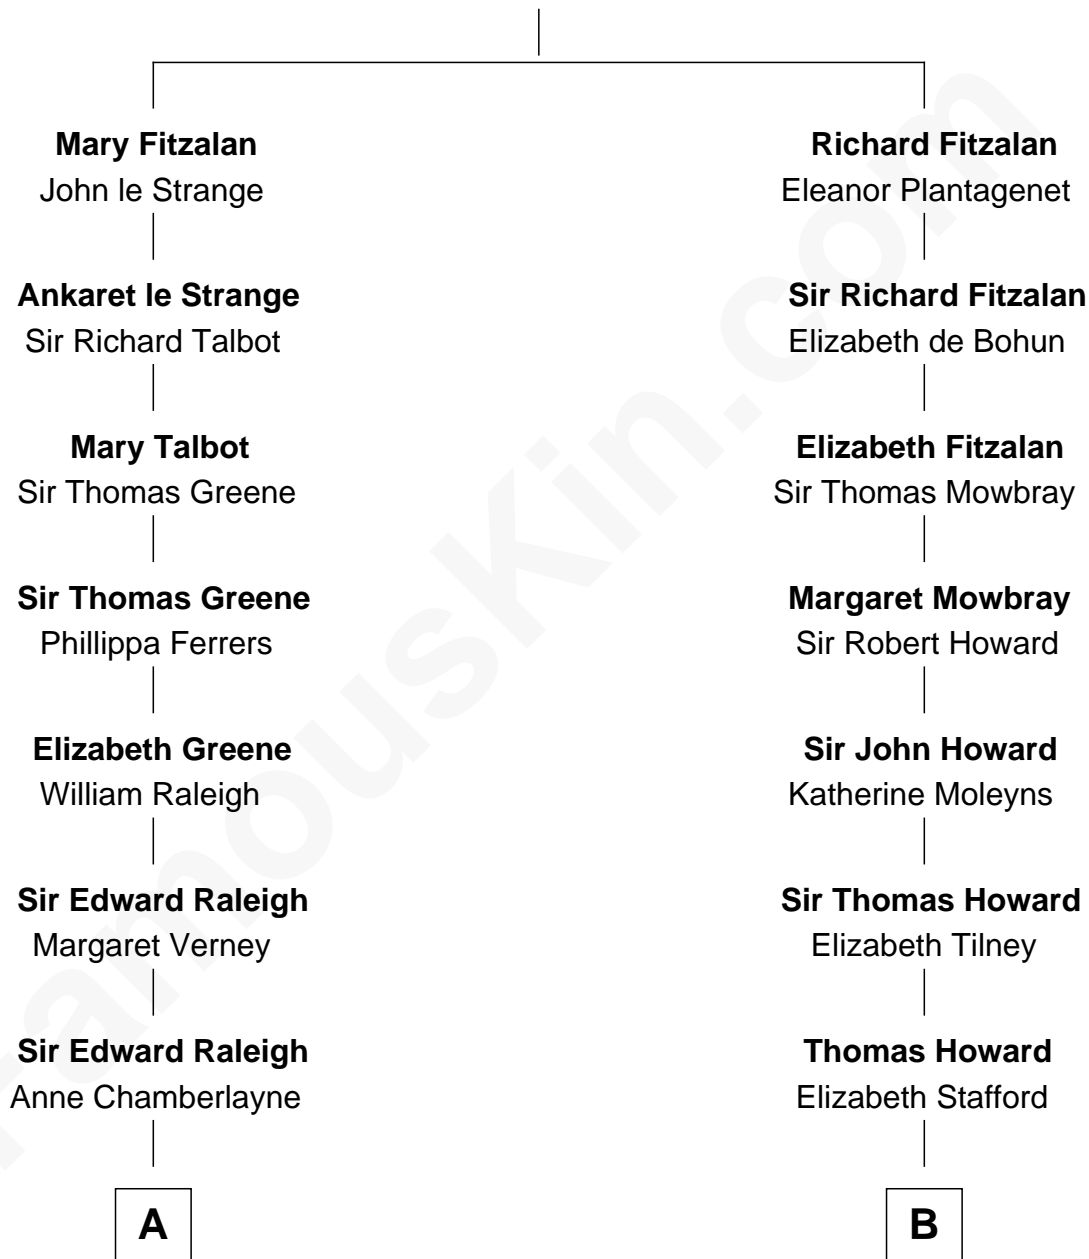 Mary Fitzalan
John le Strange
Ankaret le Strange
Sir Richard Talbot
Mary Talbot
Sir Thomas Greene
Sir Thomas Greene
Phillippa Ferrers
Elizabeth Greene
William Raleigh
Sir Edward Raleigh
Margaret Verney
Sir Edward Raleigh
Anne Chamberlayne
A
Richard Fitzalan
Eleanor Plantagenet
Sir Richard Fitzalan
Elizabeth de Bohun
Elizabeth Fitzalan
Sir Thomas Mowbray
Margaret Mowbray
Sir Robert Howard
Sir John Howard
Katherine Moleyns
Sir Thomas Howard
Elizabeth Tilney
Thomas Howard
Elizabeth Stafford
B
FamousKin.com